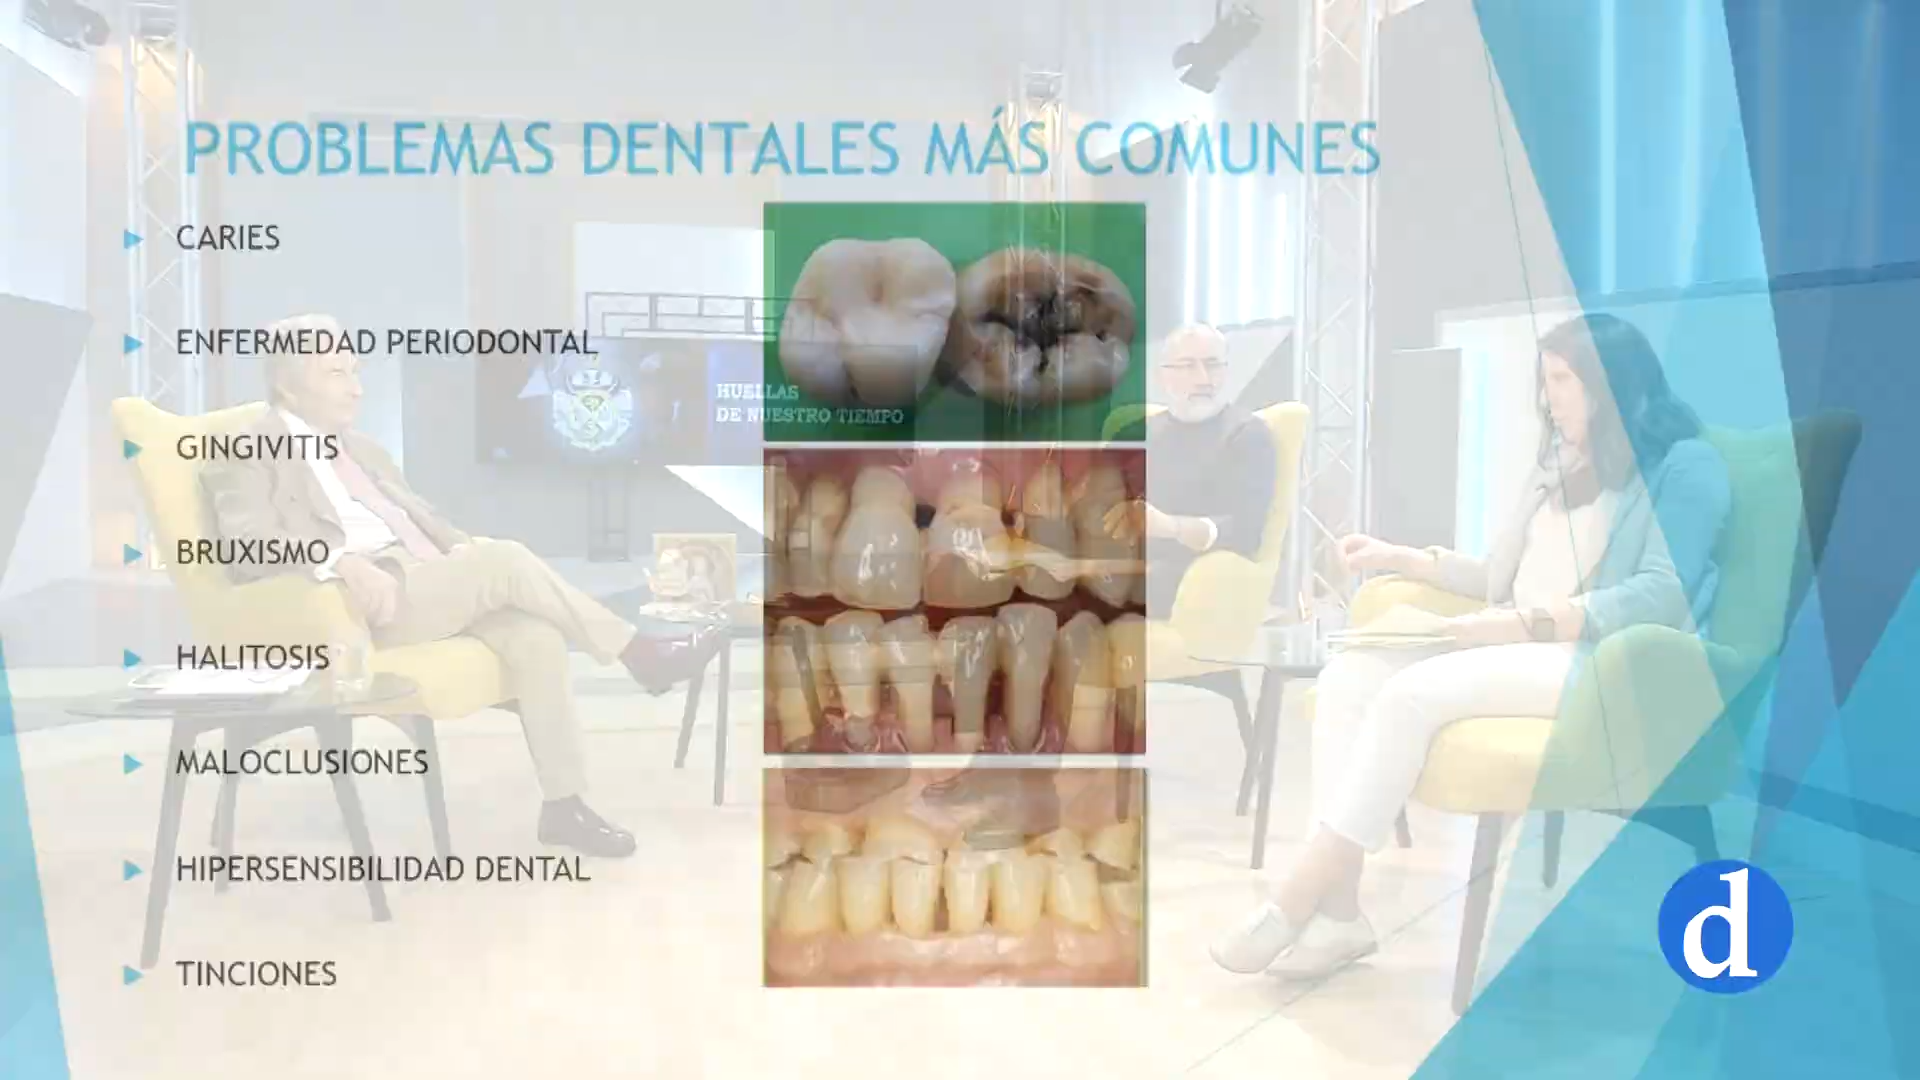 PROBLEMAS DENTALES MÁS COMUNES
CARIES
ENFERMEDAD PERIODONTAL
GINGIVITIS
BRUXISMO
HALITOSIS
MALOCLUSIONES
HIPERSENSIBILIDAD DENTAL
TINCIONES
HUELLAS
DE NUESTRO TIEMPO
d